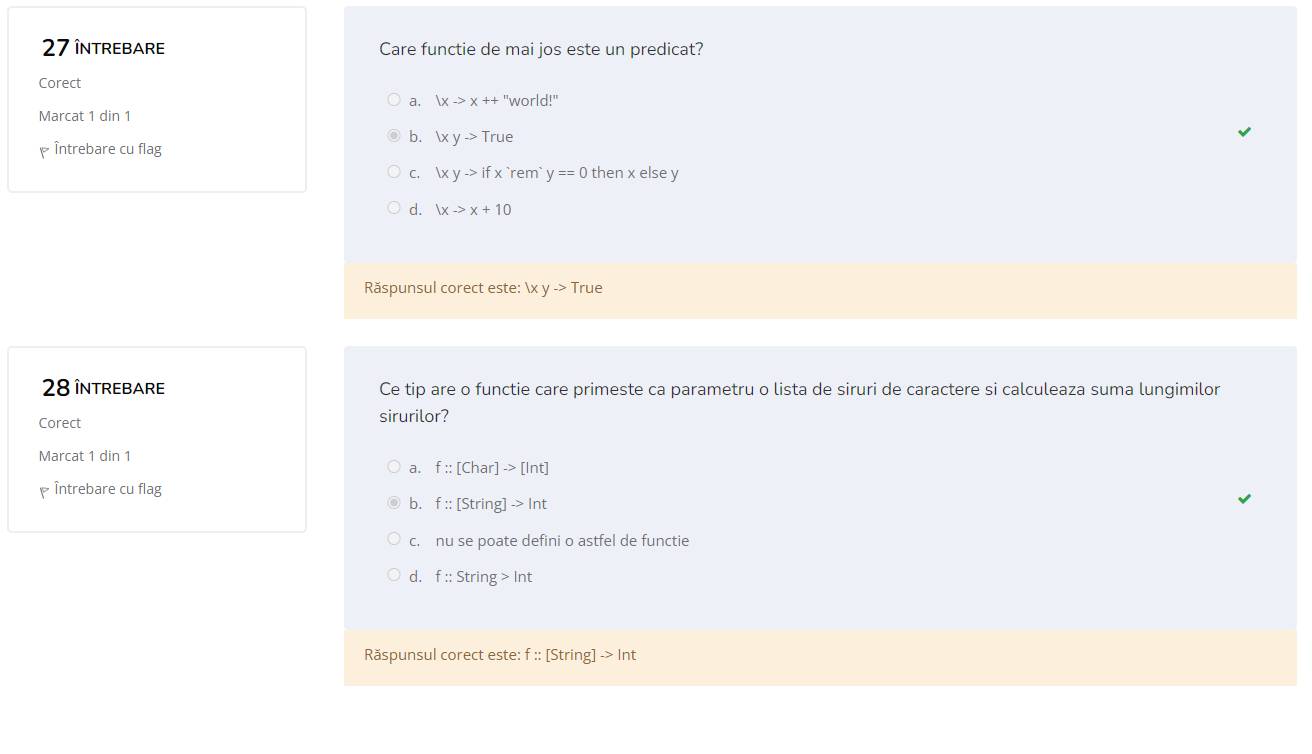 27 ÎNTREBARE
Corect
Marcat 1 din 1
Întrebare cu flag
Care functie de mai jos este un predicat?
a. \x -> x ++ "world!"
b. \x y -> True
c. \x y -> if x `rem` y == 0 then x else y
d. \x -> x + 10
Răspunsul corect este: \x y -> True
28 ÎNTREBARE
Corect
Marcat 1 din 1
Întrebare cu flag
Ce tip are o functie care primeste ca parametru o lista de siruri de caractere si calculeaza suma lungimilor
sirurilor?
a. f :: [Char] -> [Int]
b. f :: [String] -> Int
c. nu se poate defini o astfel de functie
d. f :: String > Int
Răspunsul corect este: f :: [String] -> Int